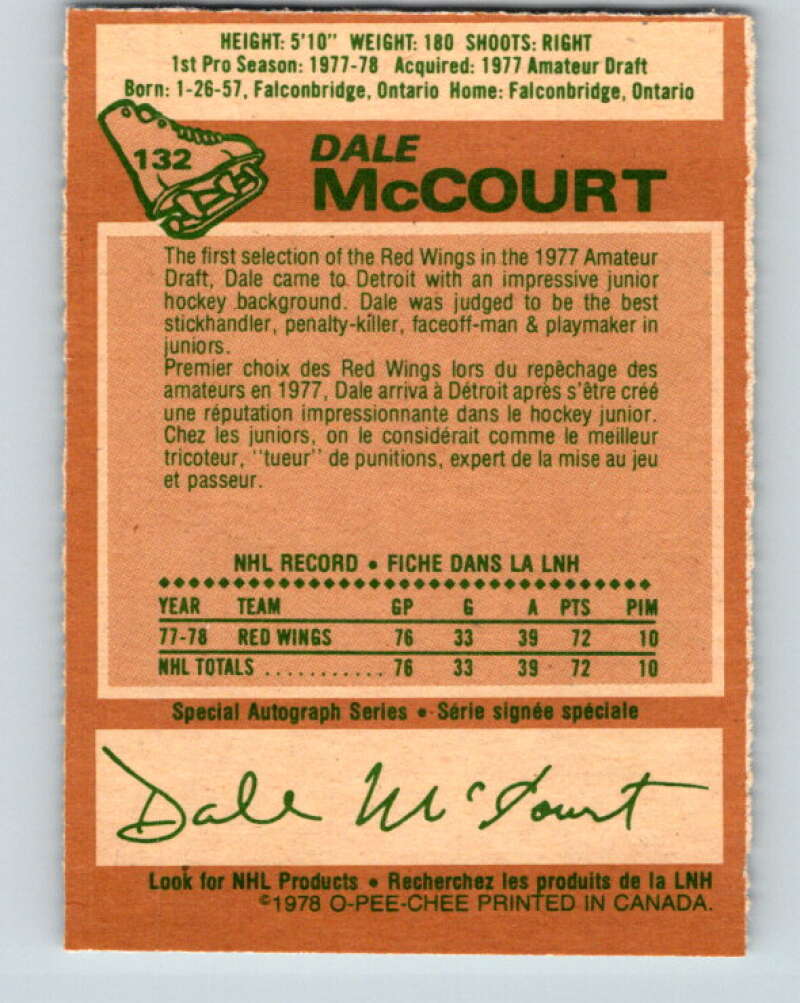 HEIGHT: 5'10" WEIGHT: 180 SHOOTS: RIGHT
1st Pro Season: 1977-78 Acquired: 1977 Amateur Draft
Born: 1-26-57, Falconbridge, Ontario Home: Falconbridge, Ontario
132
DALE
McCOURT
The first selection of the Red Wings in the 1977 Amateur
Draft, Dale came to Detroit with an impressive junior
hockey background. Dale was judged to be the best
stickhandler, penalty-killer, faceoff-man & playmaker in
juniors.
Premier choix des Red Wings lors du repêchage des
amateurs en 1977, Dale arriva à Détroit après s'être créé
une réputation impressionnante dans le hockey junior.
Chez les juniors, on le considérait comme le meilleur
tricoteur, "tueur" de punitions, expert de la mise au jeu
et passeur.
NHL RECORD • FICHE DANS LA LNH
YEAR TEAM GP G A PTS PIM
77-78 RED WINGS 76 33 39 72 10
NHL TOTALS ........... 76 33 39 72 10
Special Autograph Series • Série signée spéciale
Dale McCourt
Look for NHL Products • Recherchez les produits de la LNH
©1978 O-PEE-CHEE PRINTED IN CANADA.